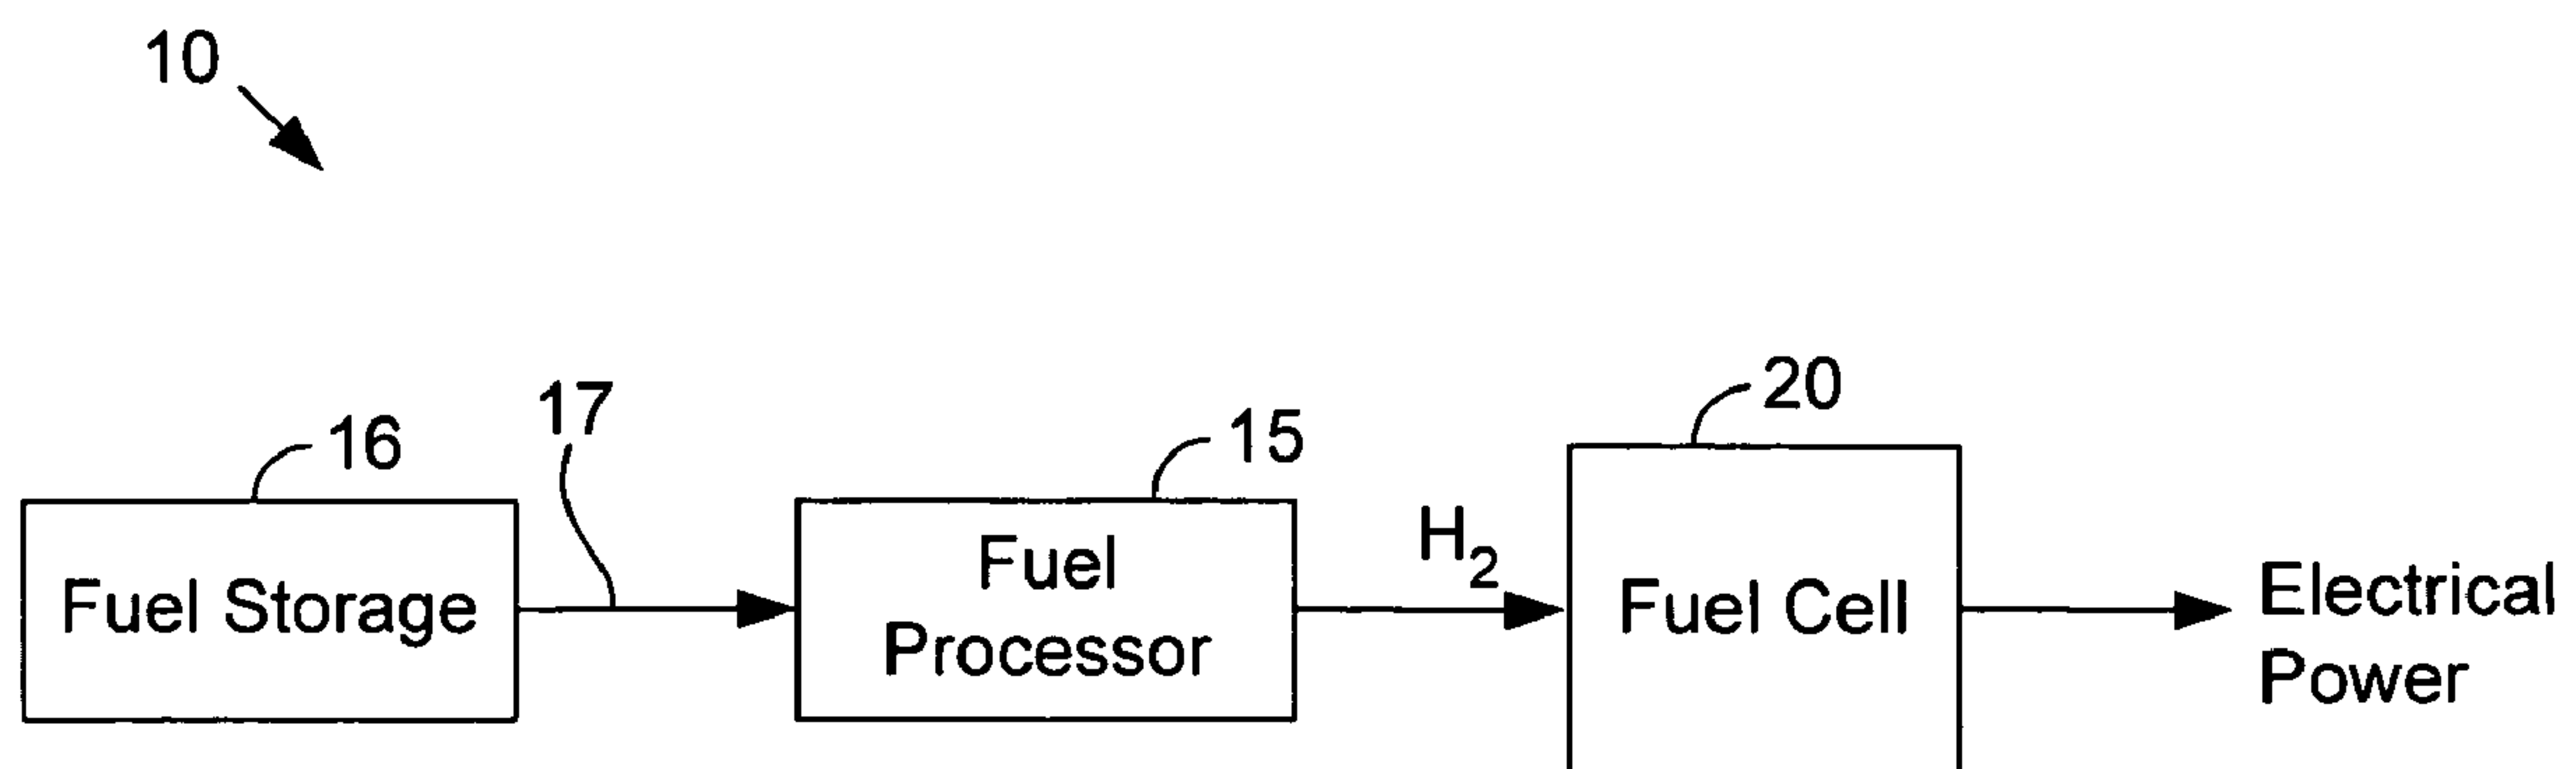 10
17
20
16
15
Fuel Storage
Fuel
Processor
H₂
Fuel Cell
Electrical
Power